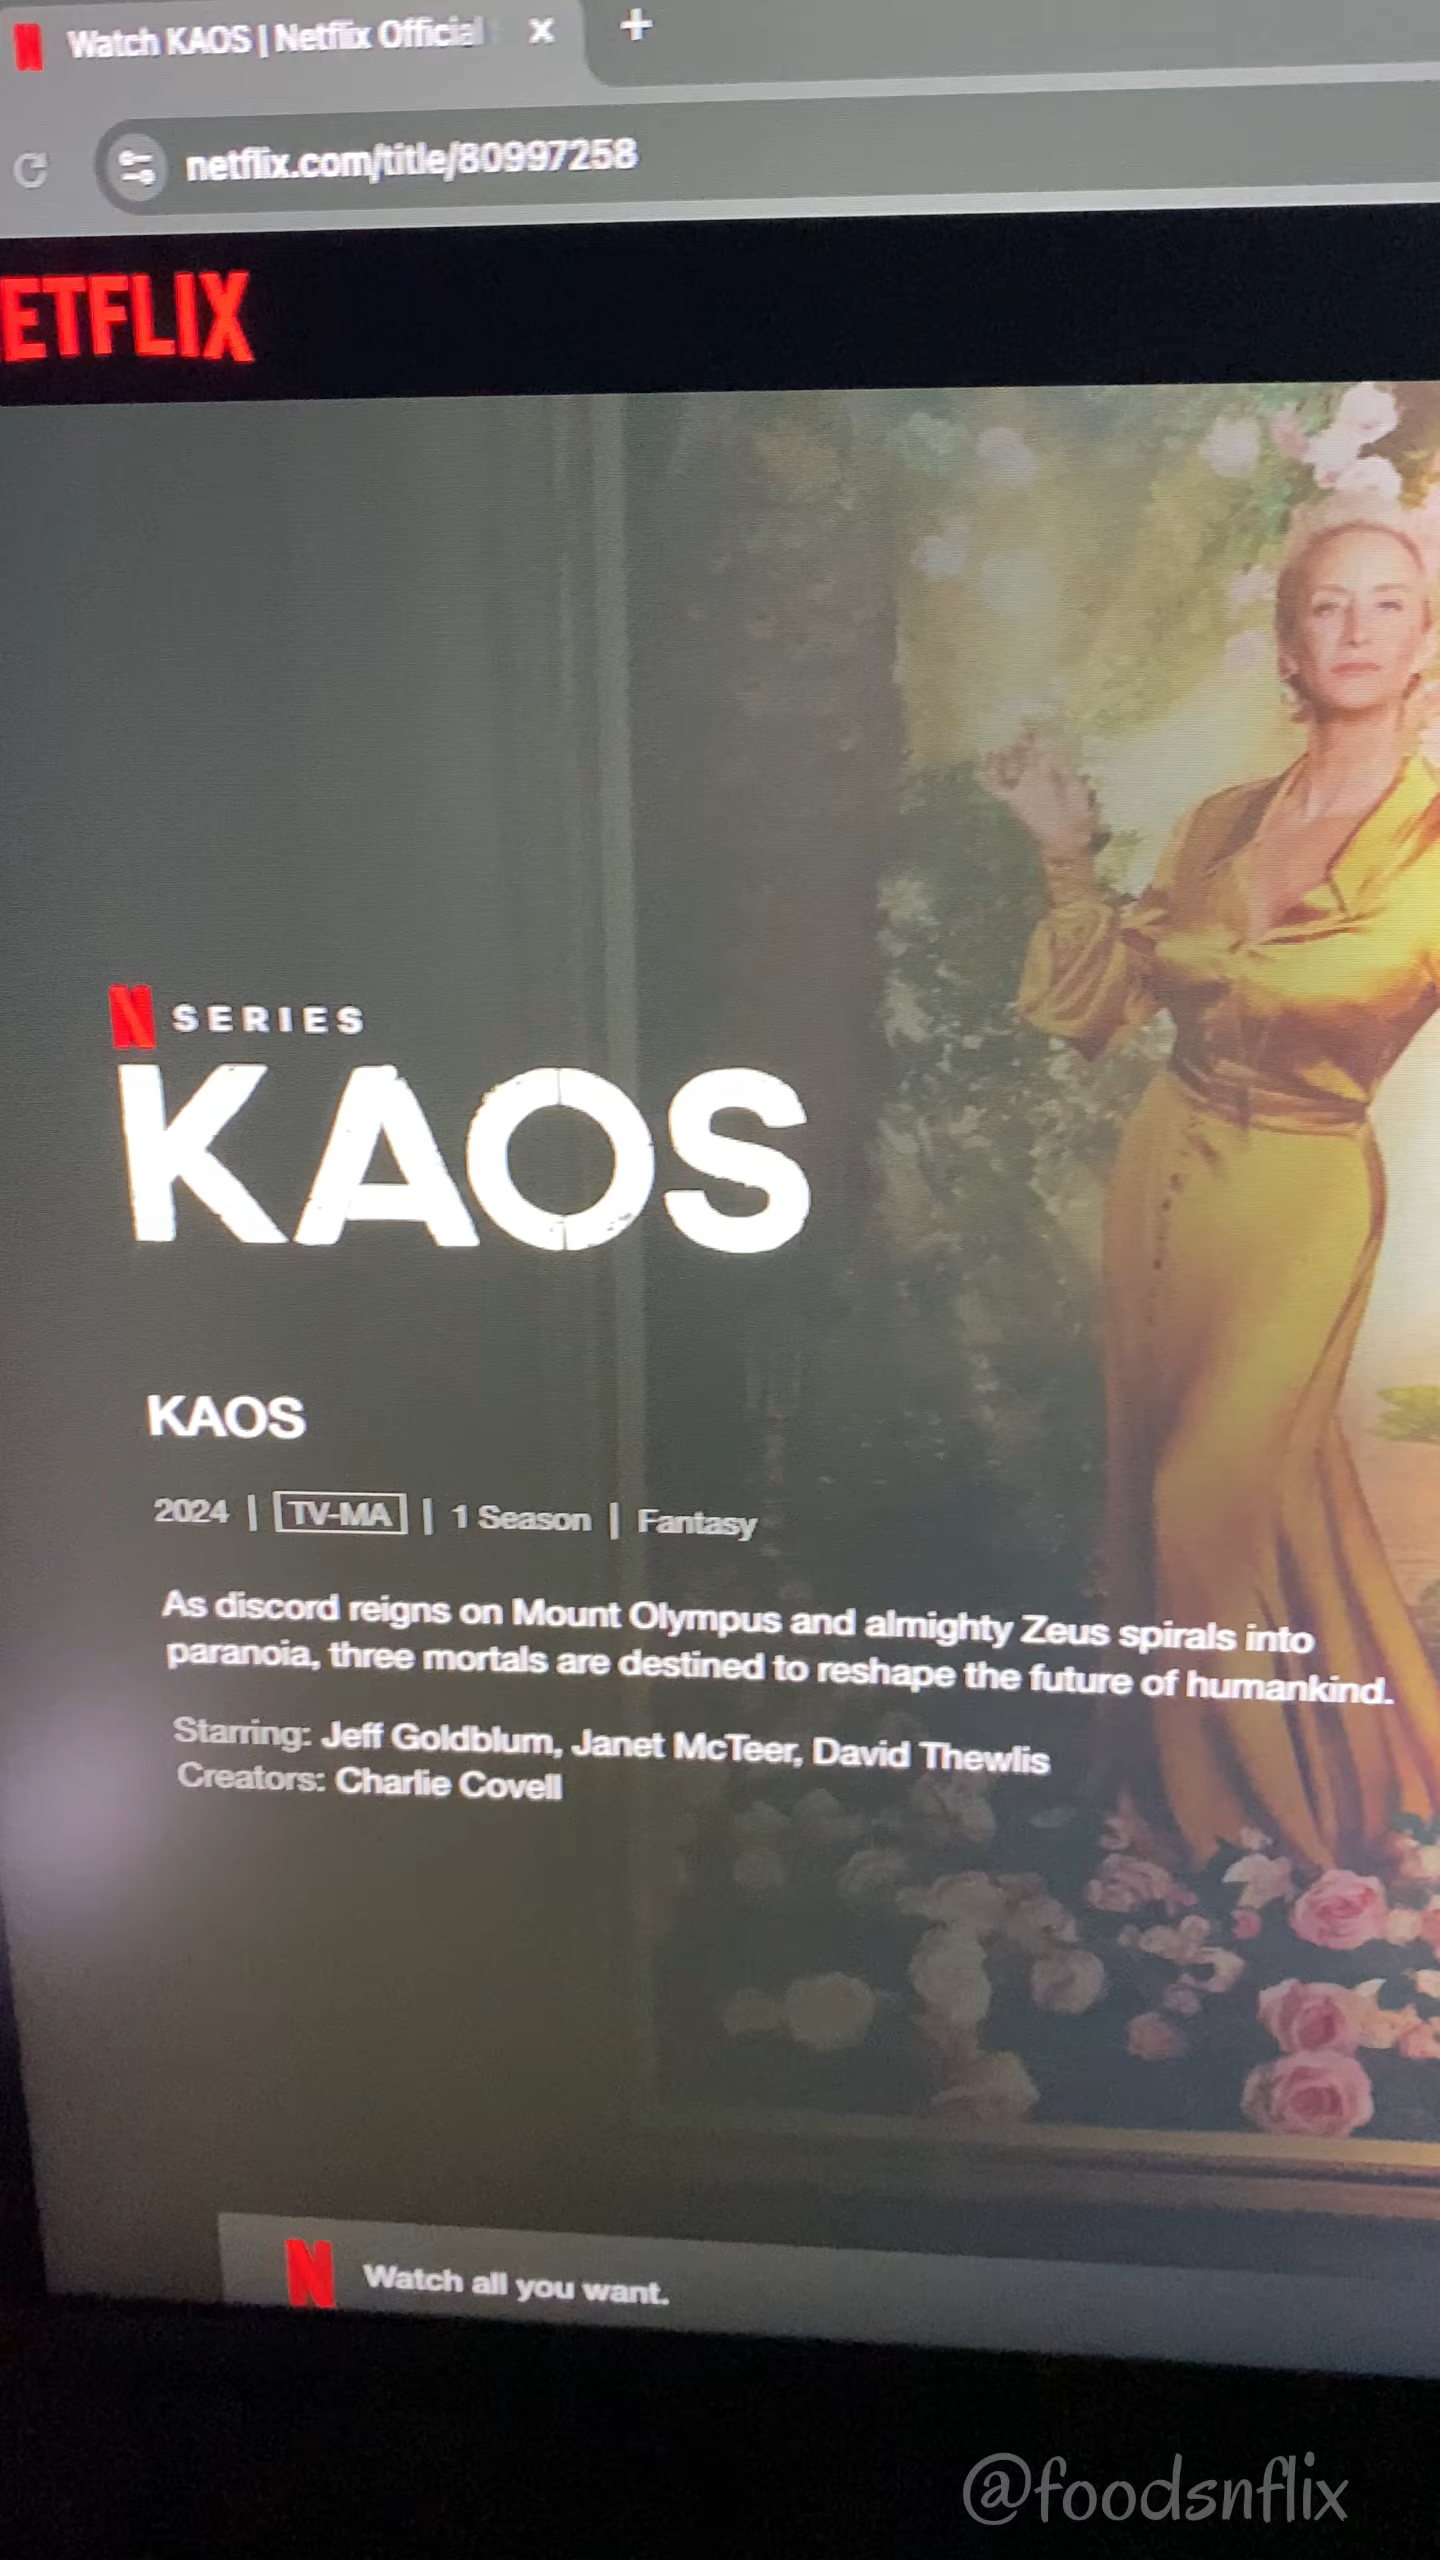 Watch KAOS | Netflix Official
netflix.com/title/80997258
ETFLIX
N SERIES
KAOS
KAOS
2024 | TV-MA | 1 Season | Fantasy
As discord reigns on Mount Olympus and almighty Zeus spirals into
paranoia, three mortals are destined to reshape the future of humankind.
Starring: Jeff Goldblum, Janet McTeer, David Thewlis
Creators: Charlie Covell
N Watch all you want.
@foodsnflix